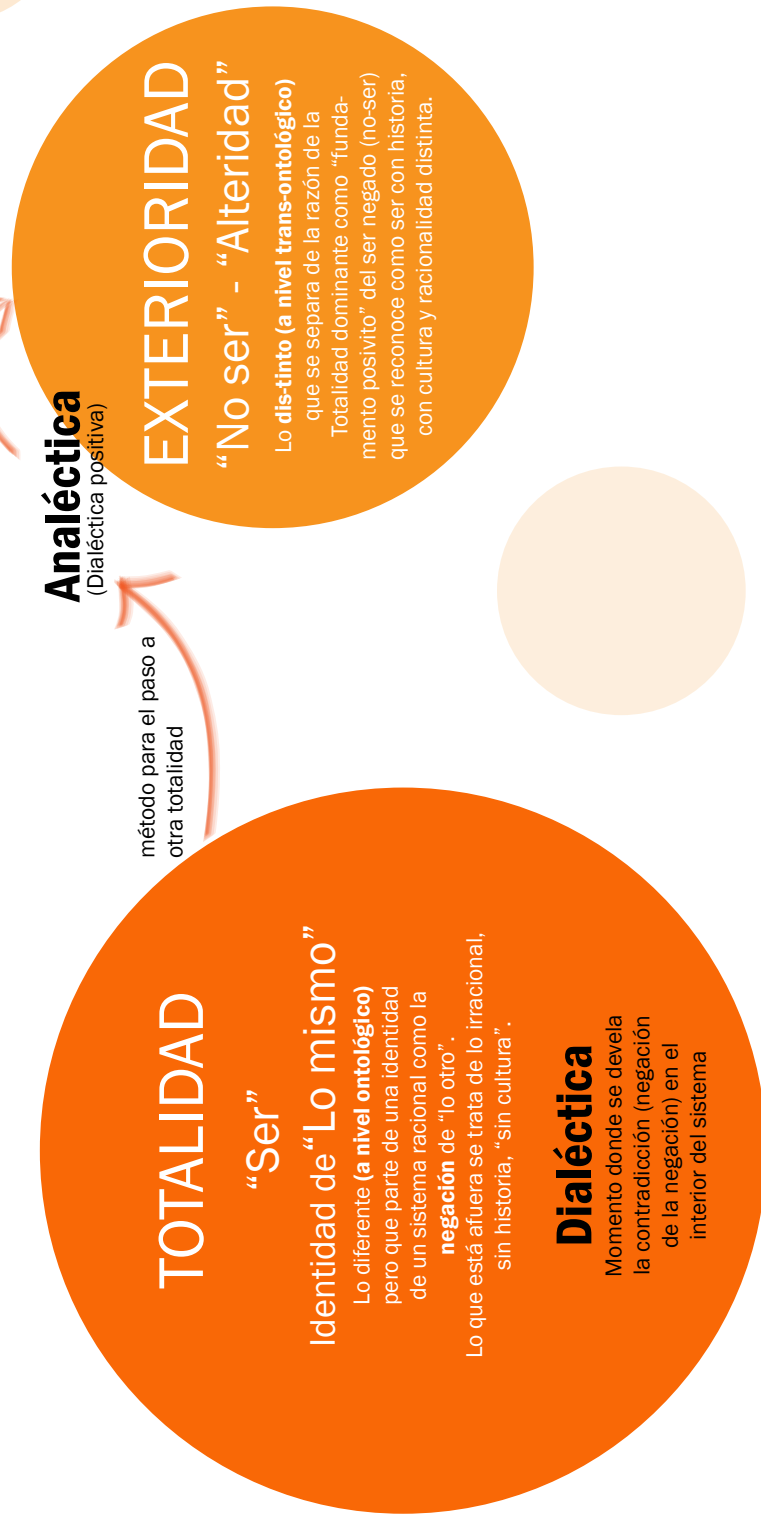 TOTALIDAD
“Ser”
Identidad de“Lo mismo”
Lo diferente (a nivel ontológico)
pero que parte de una identidad
de un sistema racional como la
negación de “lo otro”.
Lo que está afuera se trata de lo irracional,
sin historia, “sin cultura”.
Dialéctica
Momento donde se devela
la contradicción (negación
de la negación) en el
interior del sistema
método para el paso a
otra totalidad
Analéctica
(Dialéctica positiva)
EXTERIORIDAD
“No ser” - “Alteridad”
Lo dis-tinto (a nivel trans-ontológico)
que se separa de la razón de la
Totalidad dominante como “funda-
mento posivito” del ser negado (no-ser)
que se reconoce como ser con historia,
con cultura y racionalidad distinta.